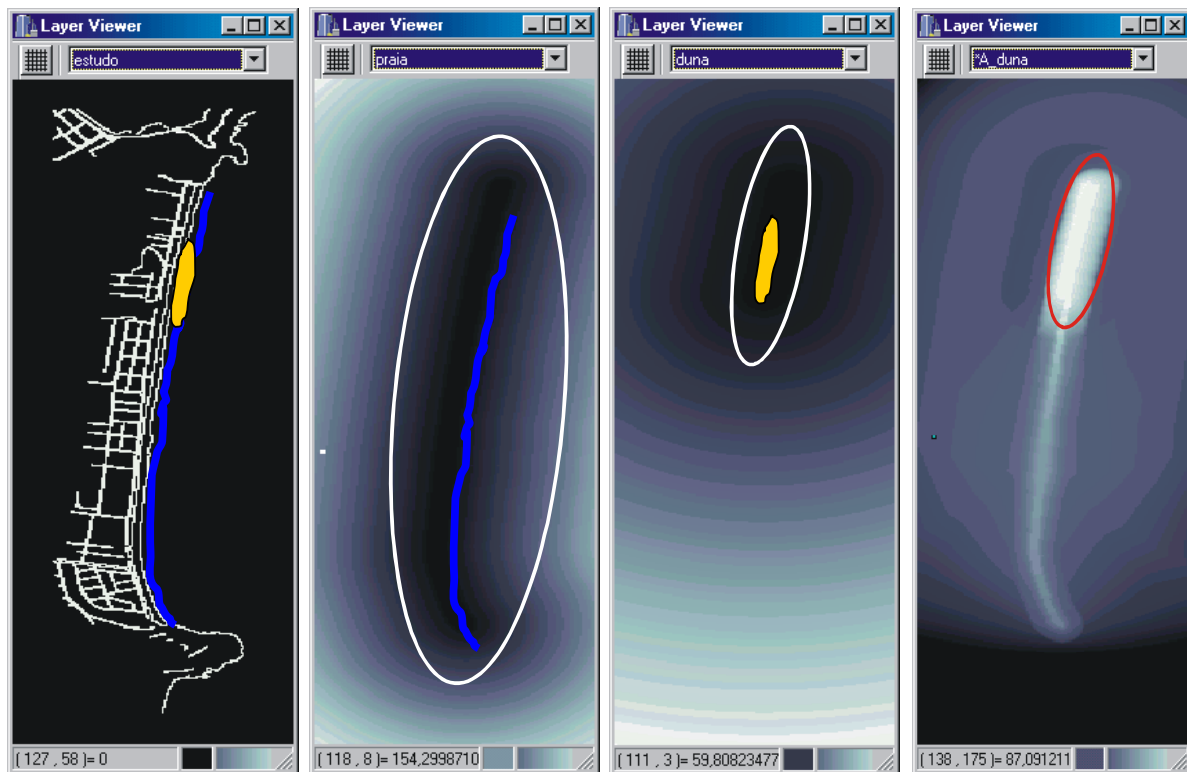 Layer Viewer
estudo
( 127 , 58 )= 0
Layer Viewer
praia
( 118 , 8 )= 154,2998710
Layer Viewer
duna
( 111 , 3 )= 59,80823477
Layer Viewer
*A_duna
( 138 , 175 )= 87,091211